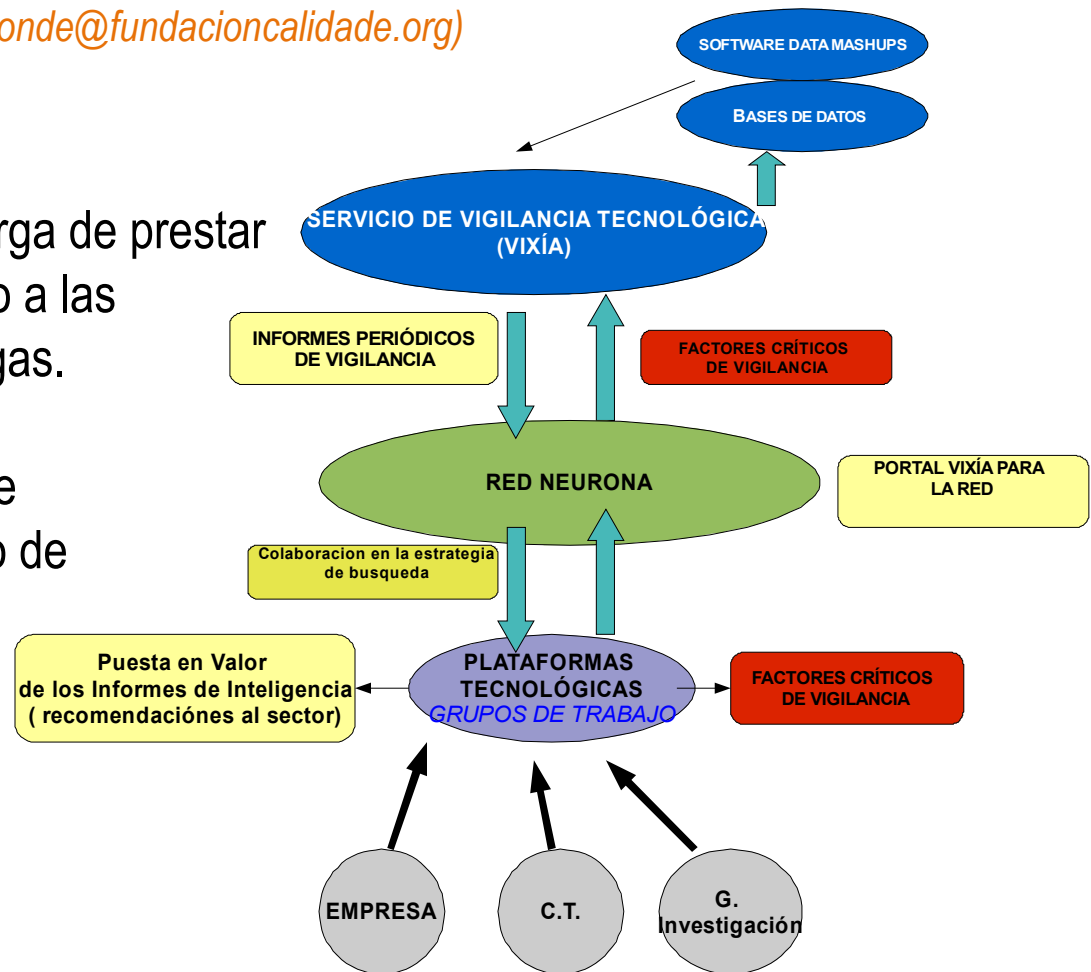 onde@fundacioncalidade.org)
SOFTWARE DATA MASHUPS
BASES DE DATOS
rga de prestar
o a las
gas.
e
o de
SERVICIO DE VIGILANCIA TECNOLÓGICA
(VIXÍA)
INFORMES PERIÓDICOS
DE VIGILANCIA
FACTORES CRÍTICOS
DE VIGILANCIA
RED NEURONA
PORTAL VIXÍA PARA
LA RED
Colaboracion en la estrategia
de busqueda
Puesta en Valor
de los Informes de Inteligencia
( recomendaciónes al sector)
PLATAFORMAS
TECNOLÓGICAS
GRUPOS DE TRABAJO
FACTORES CRÍTICOS
DE VIGILANCIA
EMPRESA
C.T.
G.
Investigación